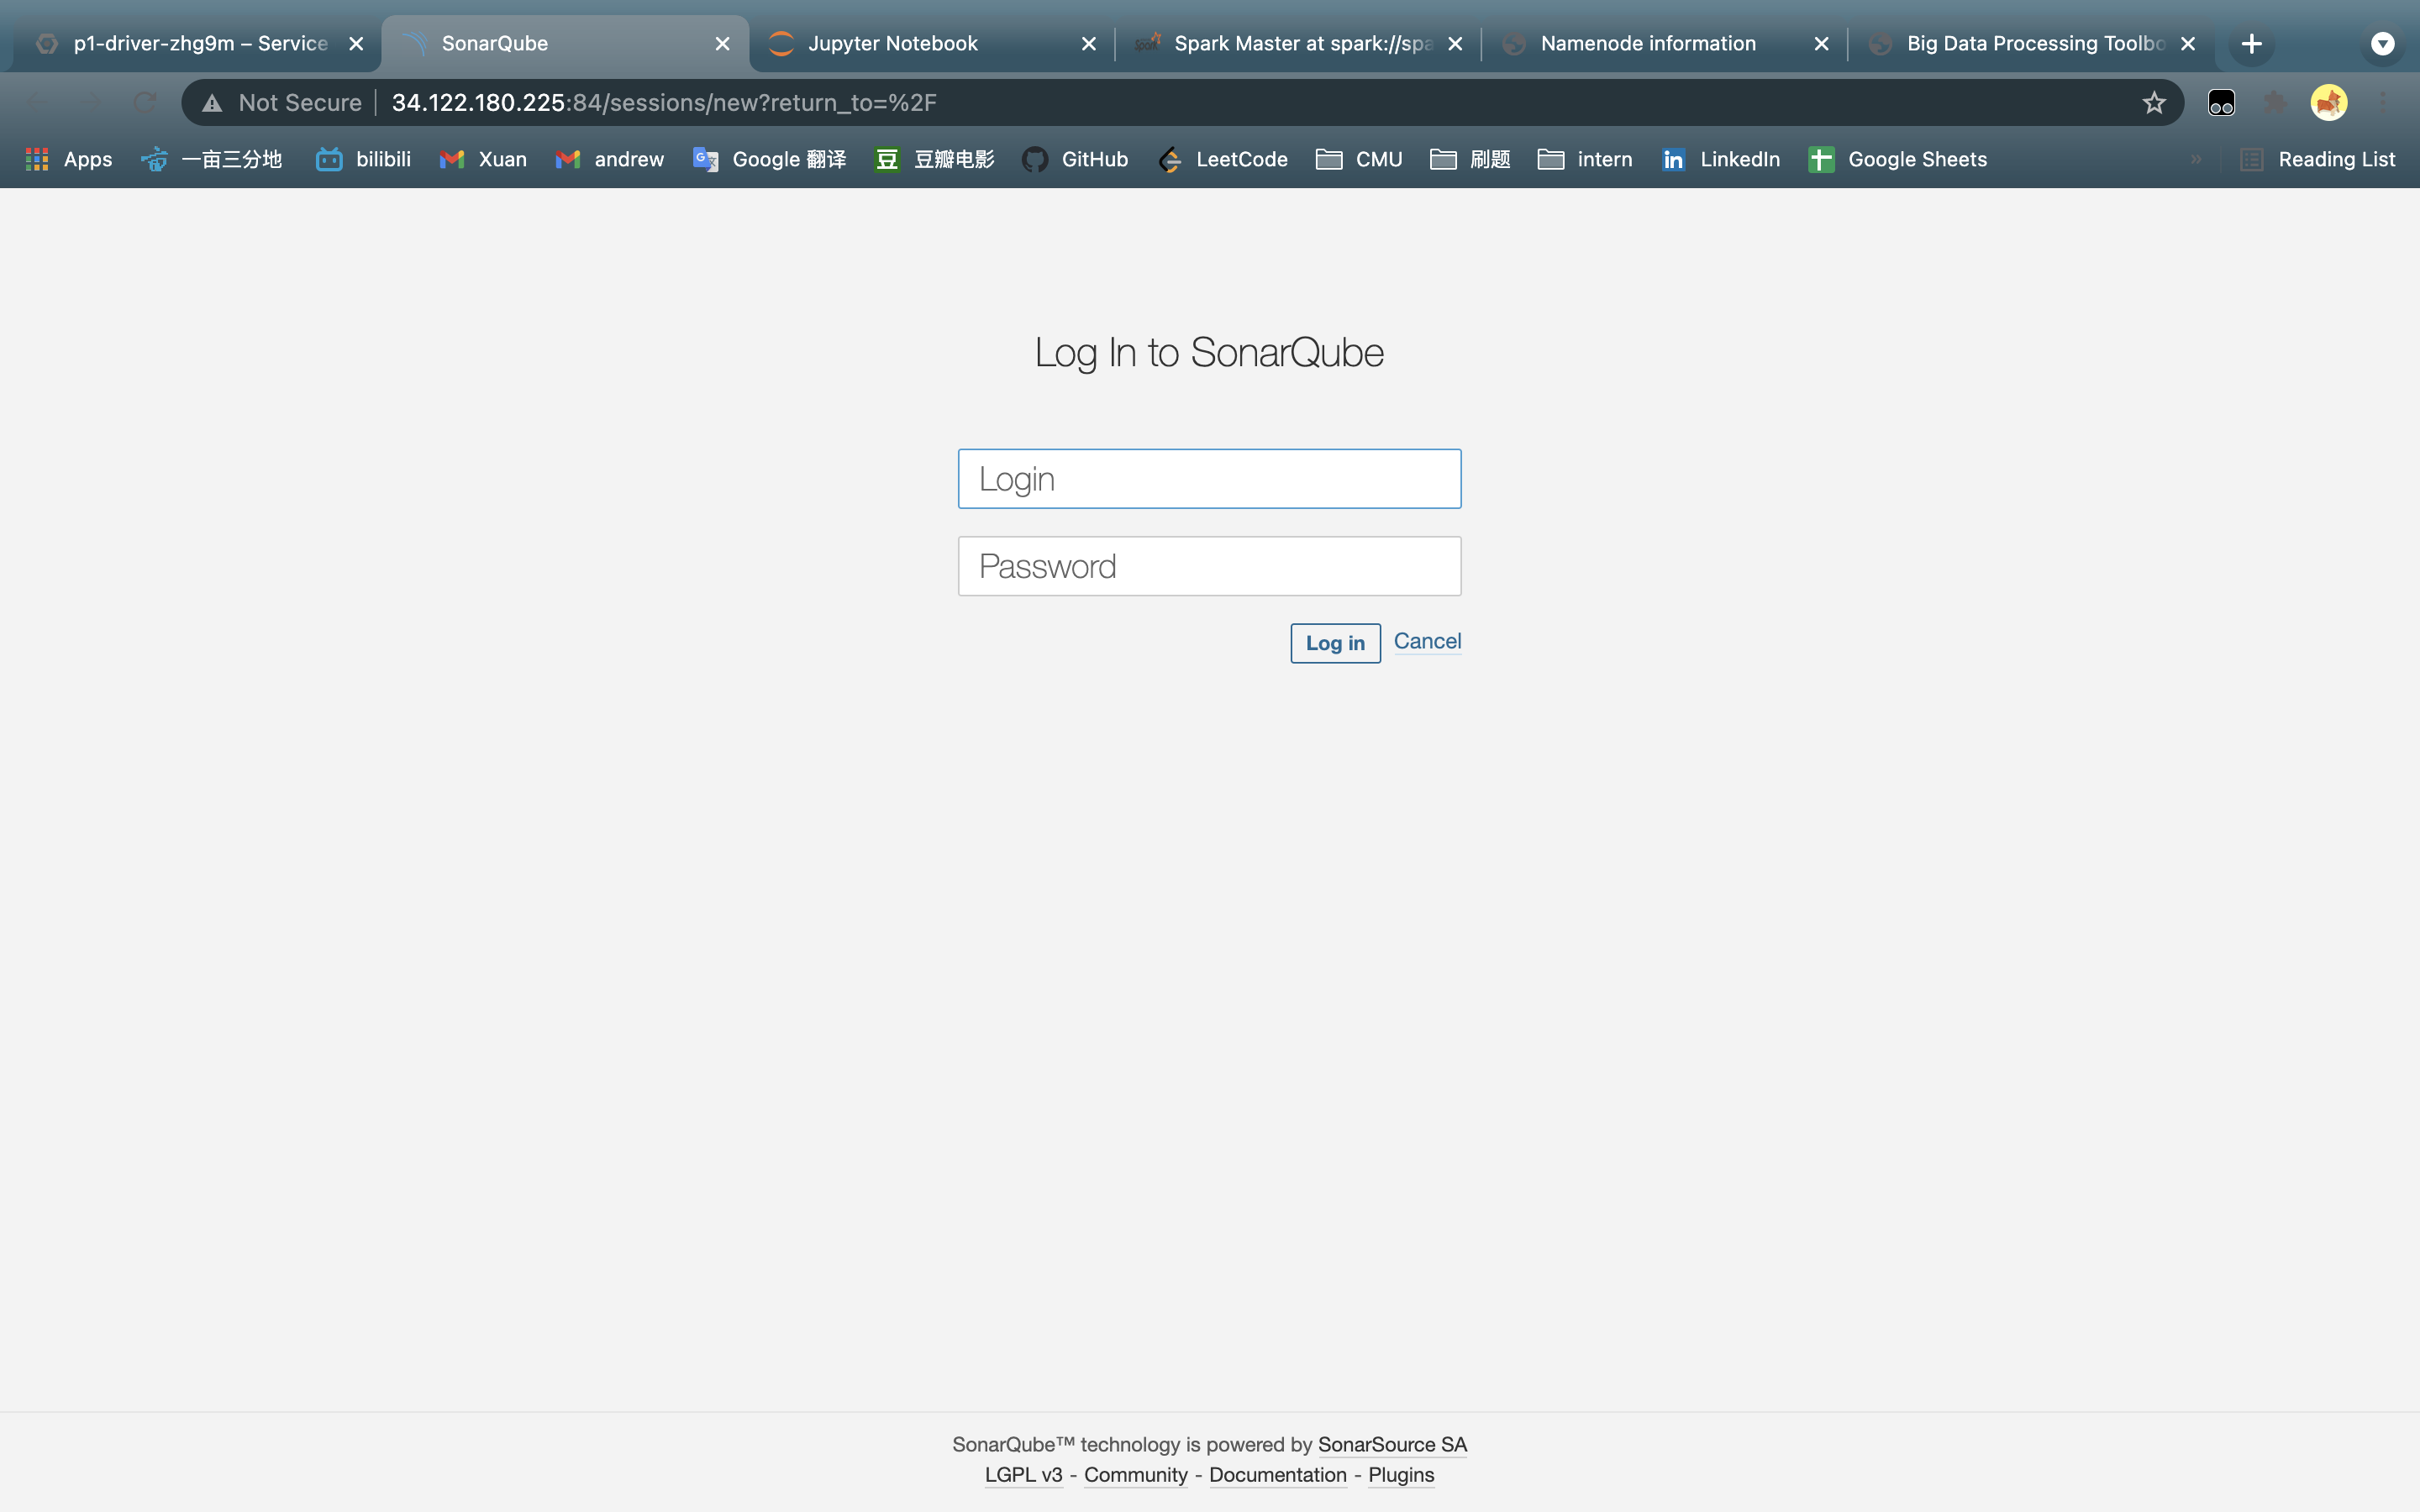 p1-driver-zhg9m – Service
SonarQube
Jupyter Notebook
Spark Master at spark://spa
Namenode information
Big Data Processing Toolbo
Not Secure
34.122.180.225:84/sessions/new?return_to=%2F
Apps
一亩三分地
bilibili
Xuan
andrew
Google 翻译
豆瓣电影
GitHub
LeetCode
CMU
刷题
intern
LinkedIn
Google Sheets
»
Reading List
Log In to SonarQube
Login
Password
Log in
Cancel
SonarQube™ technology is powered by SonarSource SA
LGPL v3 - Community - Documentation - Plugins